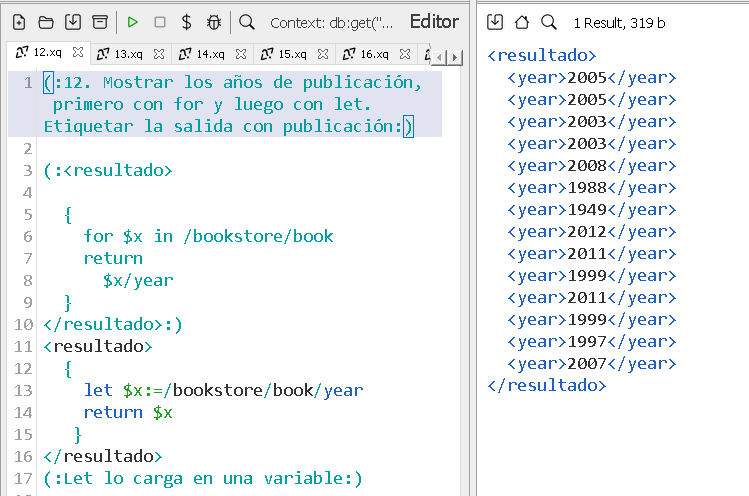 Context: db:get("... Editor
12.xq 13.xq 14.xq 15.xq 16.xq
1 (:12. Mostrar los años de publicación,
primero con for y luego con let.
Etiquetar la salida con publicación:)
2
3 (:<resultado>
4
5 {
6 for $x in /bookstore/book
7 return
8 $x/year
9 }
10 </resultado>:)
11 <resultado>
12 {
13 let $x:=/bookstore/book/year
14 return $x
15 }
16 </resultado>
17 (:Let lo carga en una variable:)
1 Result, 319 b
<resultado>
<year>2005</year>
<year>2005</year>
<year>2003</year>
<year>2003</year>
<year>2008</year>
<year>1988</year>
<year>1949</year>
<year>2012</year>
<year>2011</year>
<year>1999</year>
<year>2011</year>
<year>1999</year>
<year>1997</year>
<year>2007</year>
</resultado>